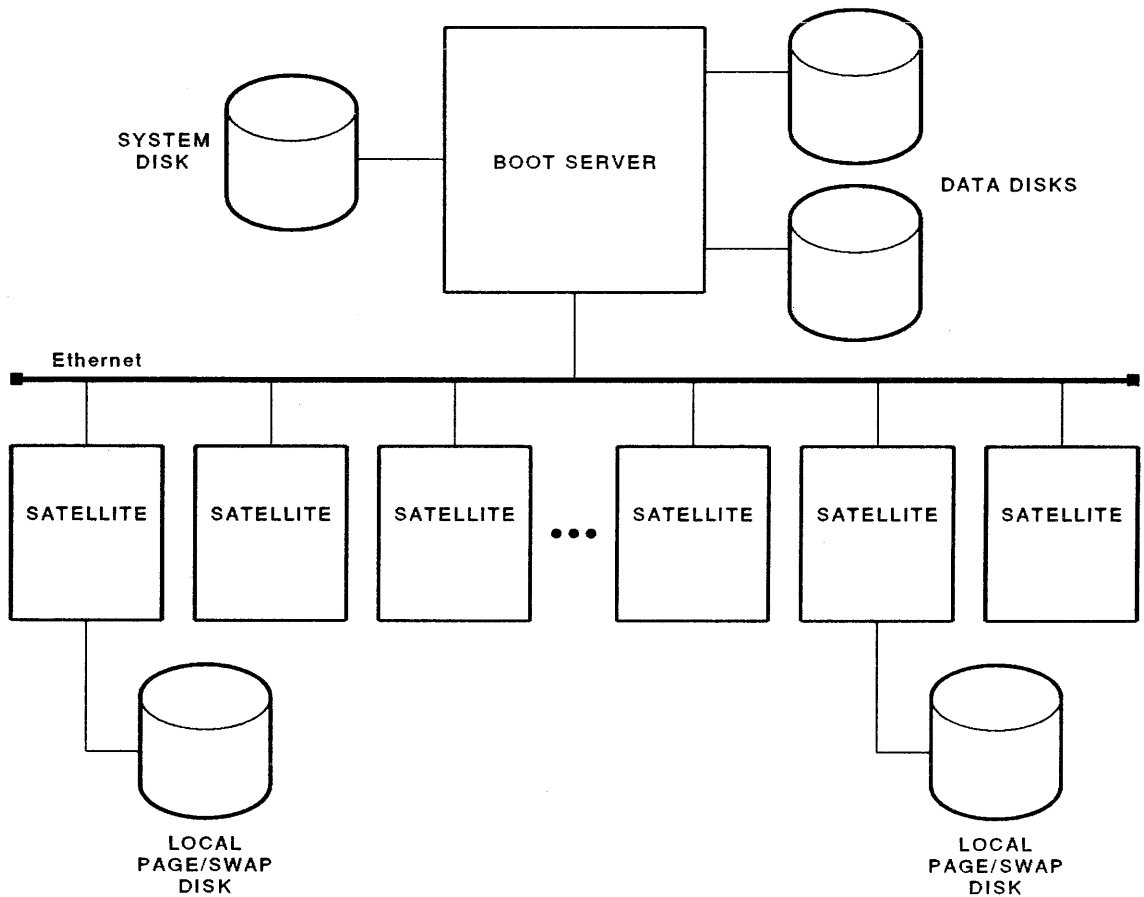 SYSTEM
DISK
BOOT SERVER
DATA DISKS
Ethernet
SATELLITE
SATELLITE
SATELLITE
SATELLITE
SATELLITE
SATELLITE
LOCAL
PAGE/SWAP
DISK
LOCAL
PAGE/SWAP
DISK